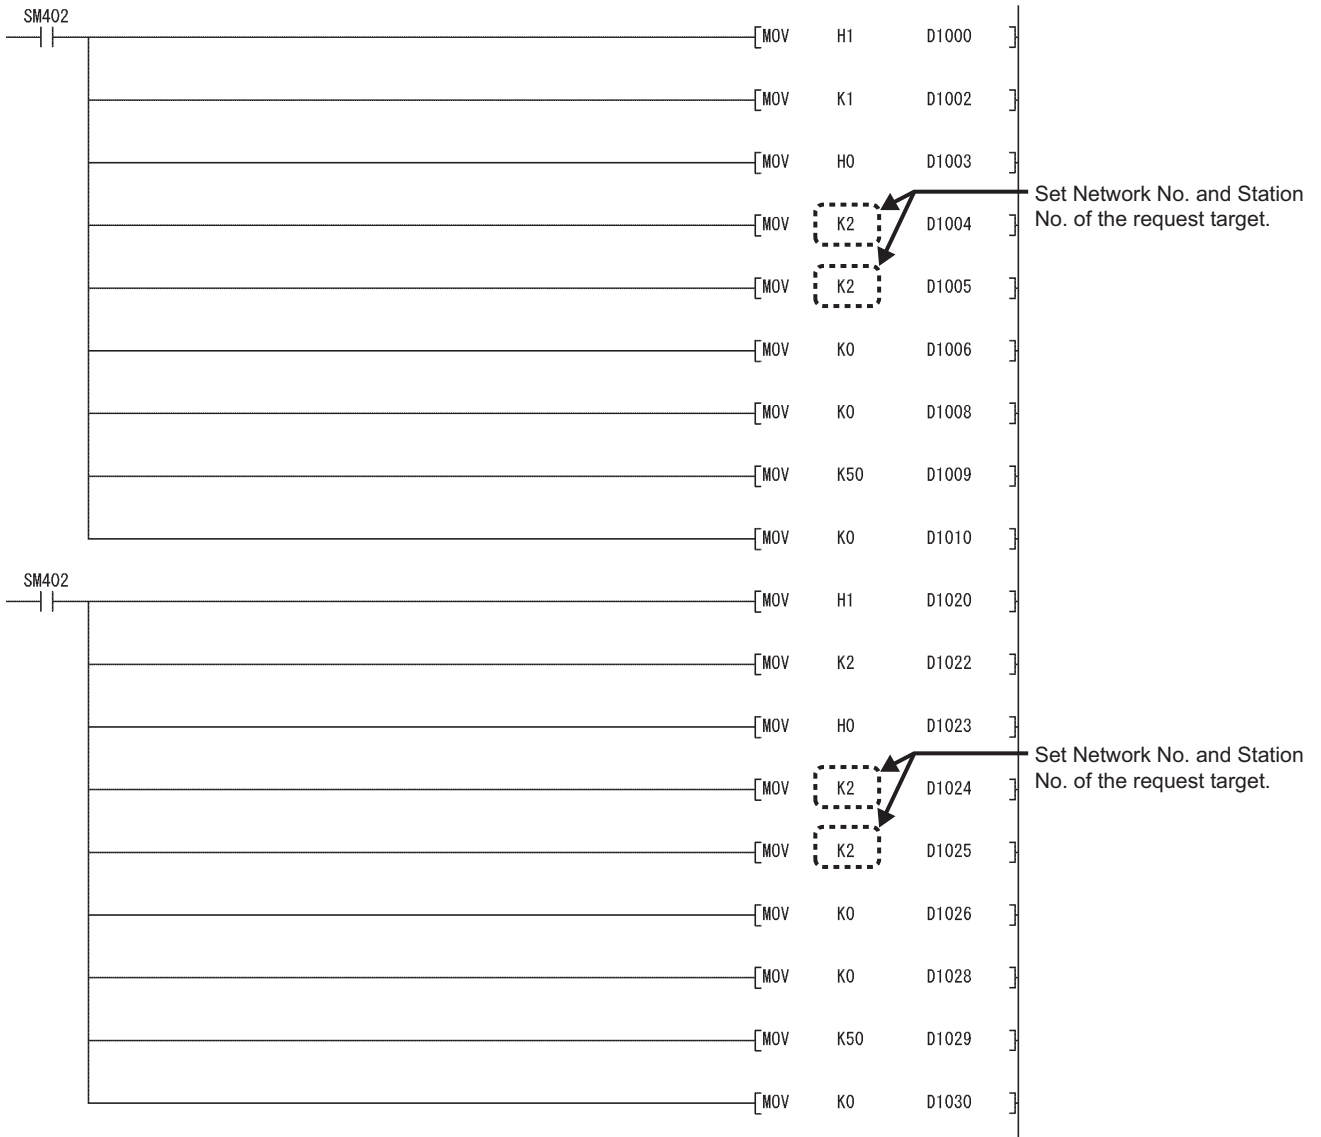 SM402
[MOV H1 D1000 ]
[MOV K1 D1002 ]
[MOV H0 D1003 ]
Set Network No. and Station
No. of the request target.
[MOV K2 D1004 ]
[MOV K2 D1005 ]
[MOV K0 D1006 ]
[MOV K0 D1008 ]
[MOV K50 D1009 ]
[MOV K0 D1010 ]
SM402
[MOV H1 D1020 ]
[MOV K2 D1022 ]
[MOV H0 D1023 ]
Set Network No. and Station
No. of the request target.
[MOV K2 D1024 ]
[MOV K2 D1025 ]
[MOV K0 D1026 ]
[MOV K0 D1028 ]
[MOV K50 D1029 ]
[MOV K0 D1030 ]